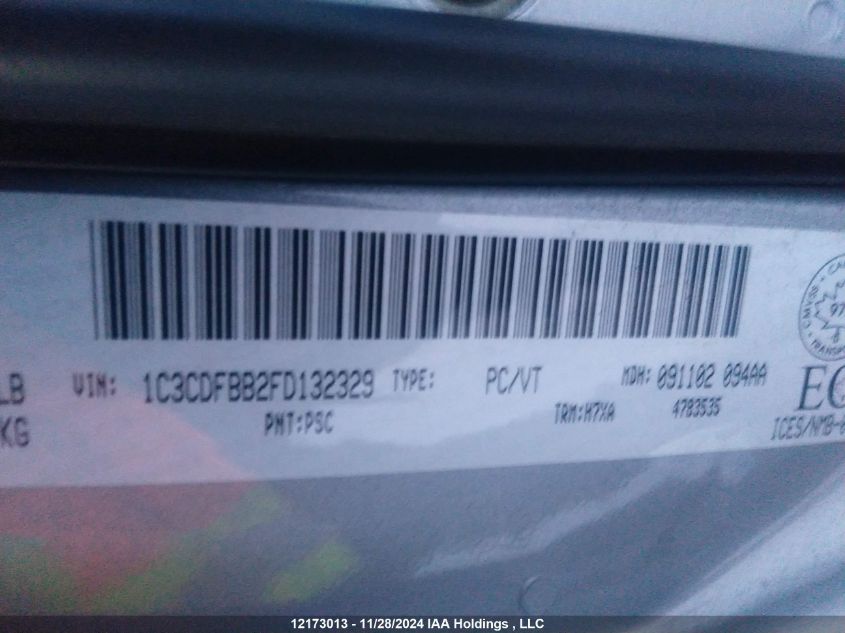 LB VIN: 1C3CDFBB2FD132329 TYPE: PC/VT MDH: 091102 094AA
KG PNT:PSC TRM:H7XA 4783535
ICES/NMB-
12173013 - 11/28/2024 IAA Holdings , LLC